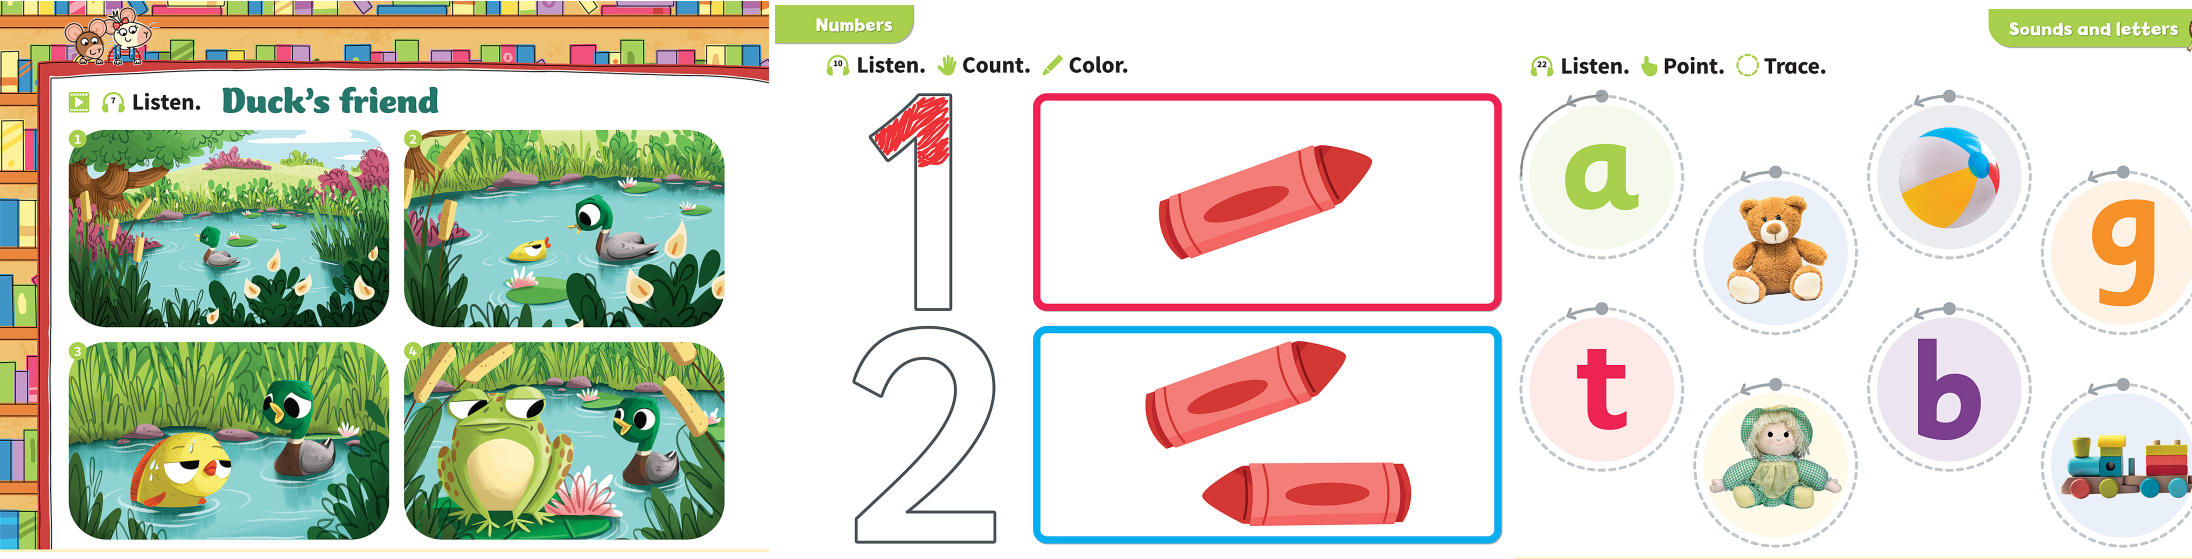 7 Listen. Duck's friend
1
2
3
4
Numbers
10 Listen. Count. Color.
1
2
Sounds and letters
22 Listen. Point. Trace.
a
g
t
b